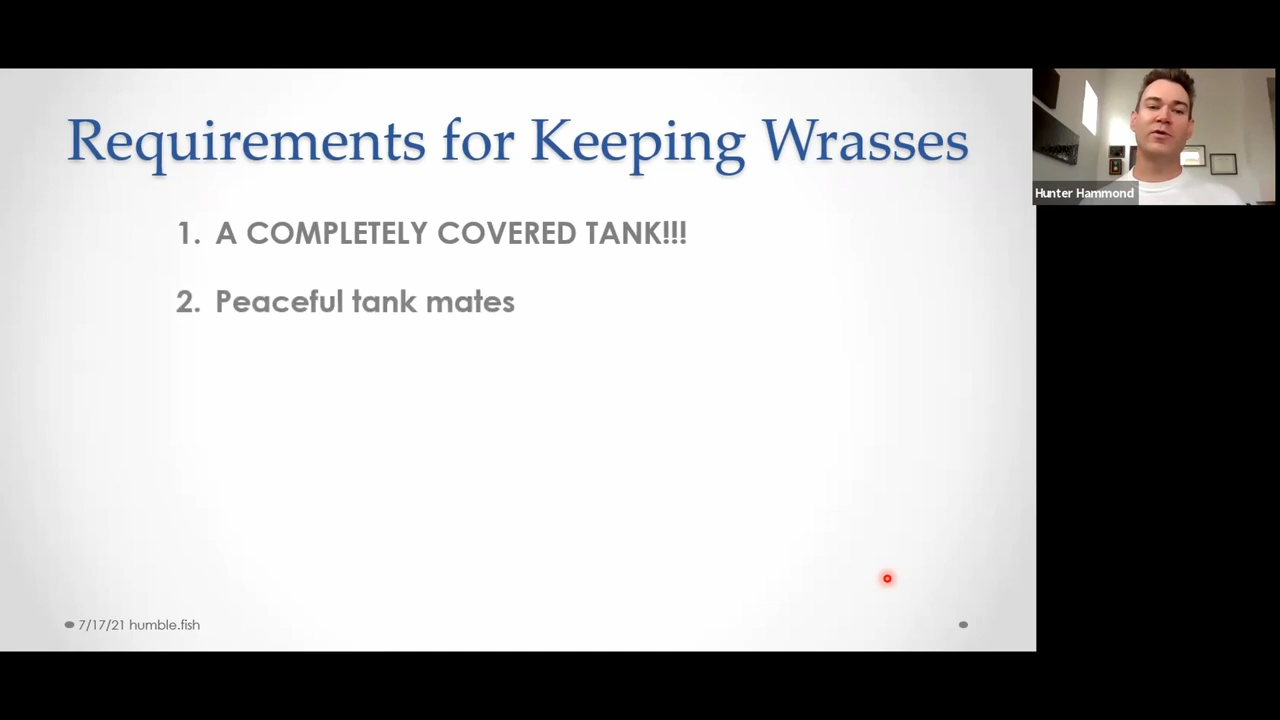 Requirements for Keeping Wrasses
1. A COMPLETELY COVERED TANK!!!
2. Peaceful tank mates
7/17/21 humble.fish
Hunter Hammond